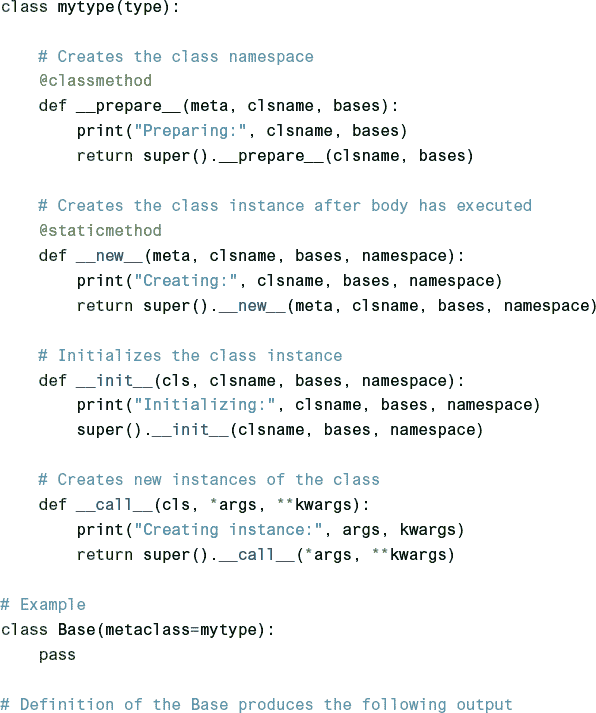 class mytype(type):
# Creates the class namespace
@classmethod
def __prepare__(meta, clsname, bases):
print("Preparing:", clsname, bases)
return super().__prepare__(clsname, bases)
# Creates the class instance after body has executed
@staticmethod
def __new__(meta, clsname, bases, namespace):
print("Creating:", clsname, bases, namespace)
return super().__new__(meta, clsname, bases, namespace)
# Initializes the class instance
def __init__(cls, clsname, bases, namespace):
print("Initializing:", clsname, bases, namespace)
super().__init__(clsname, bases, namespace)
# Creates new instances of the class
def __call__(cls, *args, **kwargs):
print("Creating instance:", args, kwargs)
return super().__call__(*args, **kwargs)
# Example
class Base(metaclass=mytype):
pass
# Definition of the Base produces the following output